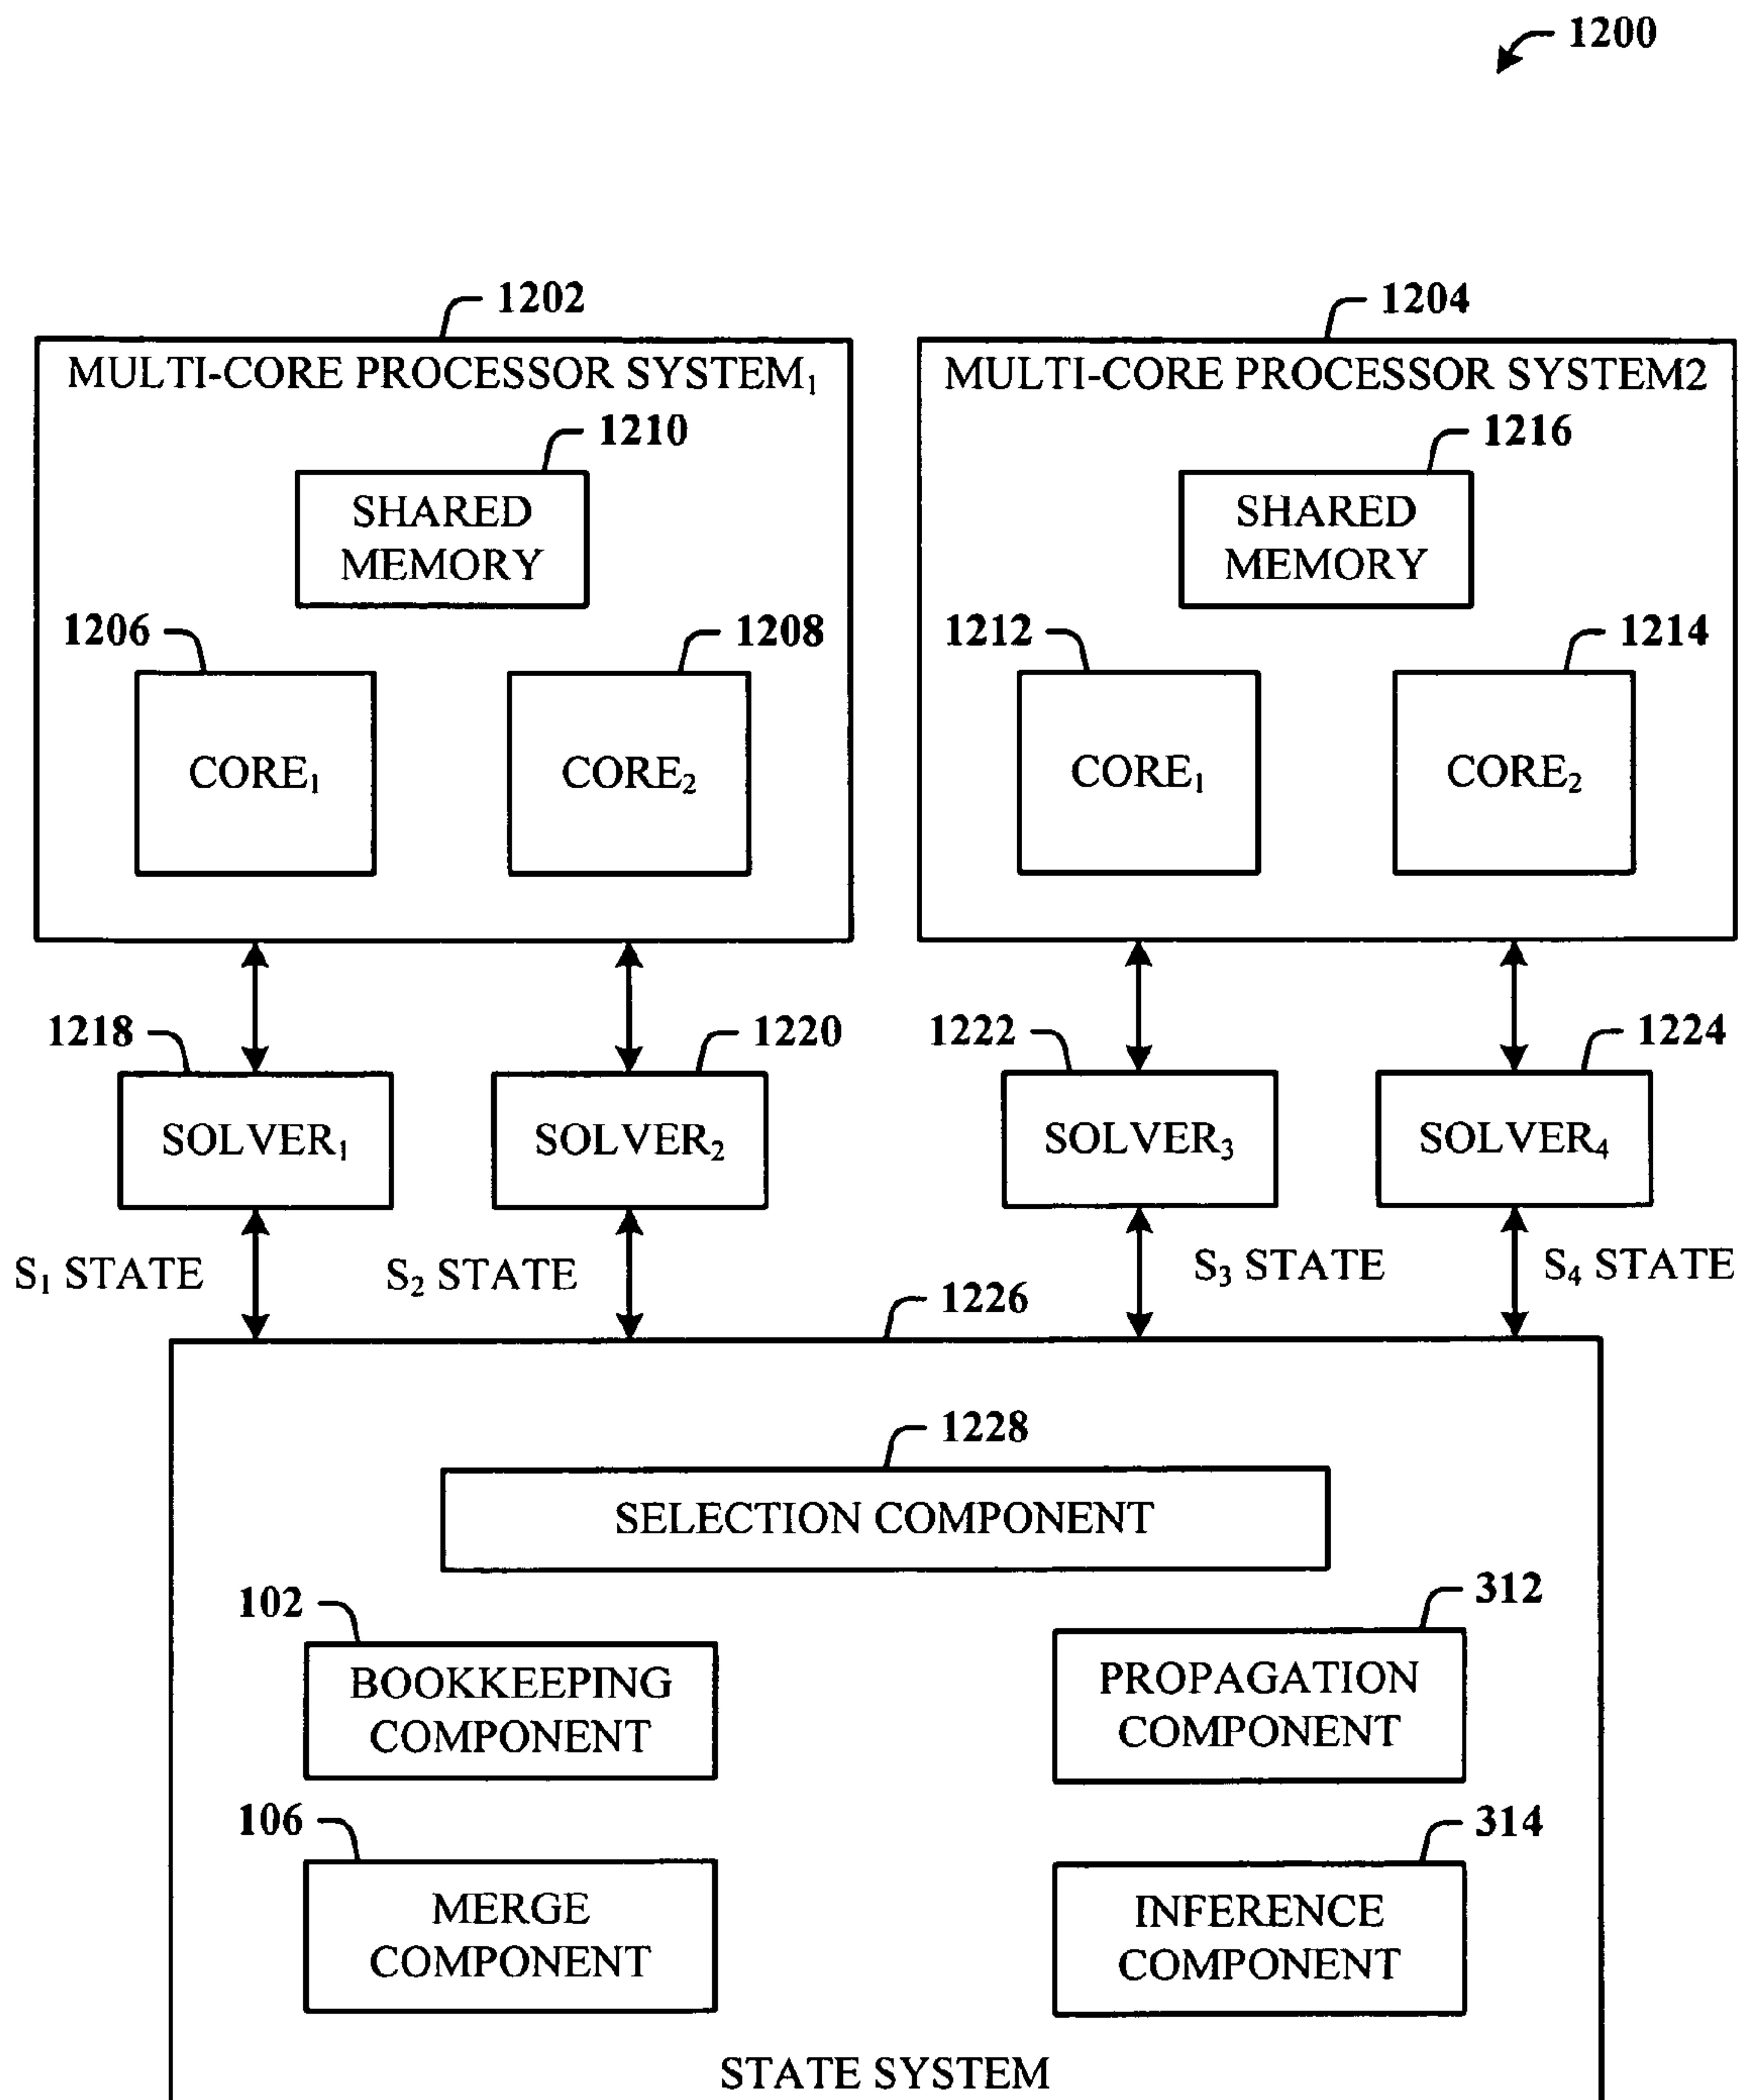 1200
1202
1204
MULTI-CORE PROCESSOR SYSTEM₁
MULTI-CORE PROCESSOR SYSTEM2
1210
1216
SHARED
MEMORY
SHARED
MEMORY
1206
1208
1212
1214
CORE₁
CORE₂
CORE₁
CORE₂
1218
1220
1222
1224
SOLVER₁
SOLVER₂
SOLVER₃
SOLVER₄
S₁ STATE
S₂ STATE
S₃ STATE
S₄ STATE
1226
1228
SELECTION COMPONENT
102
312
BOOKKEEPING
COMPONENT
PROPAGATION
COMPONENT
106
314
MERGE
COMPONENT
INFERENCE
COMPONENT
STATE SYSTEM